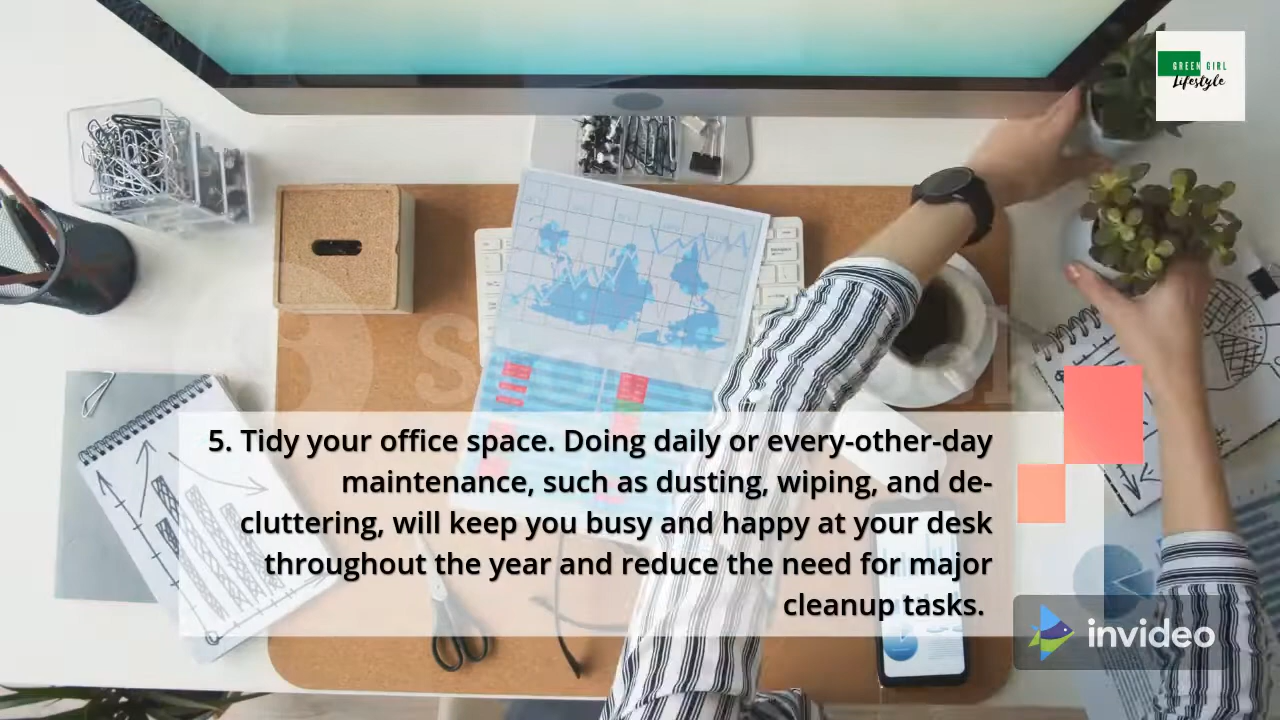 GREEN GIRL
Lifestyle
5. Tidy your office space. Doing daily or every-other-day
maintenance, such as dusting, wiping, and de-
cluttering, will keep you busy and happy at your desk
throughout the year and reduce the need for major
cleanup tasks.
invideo